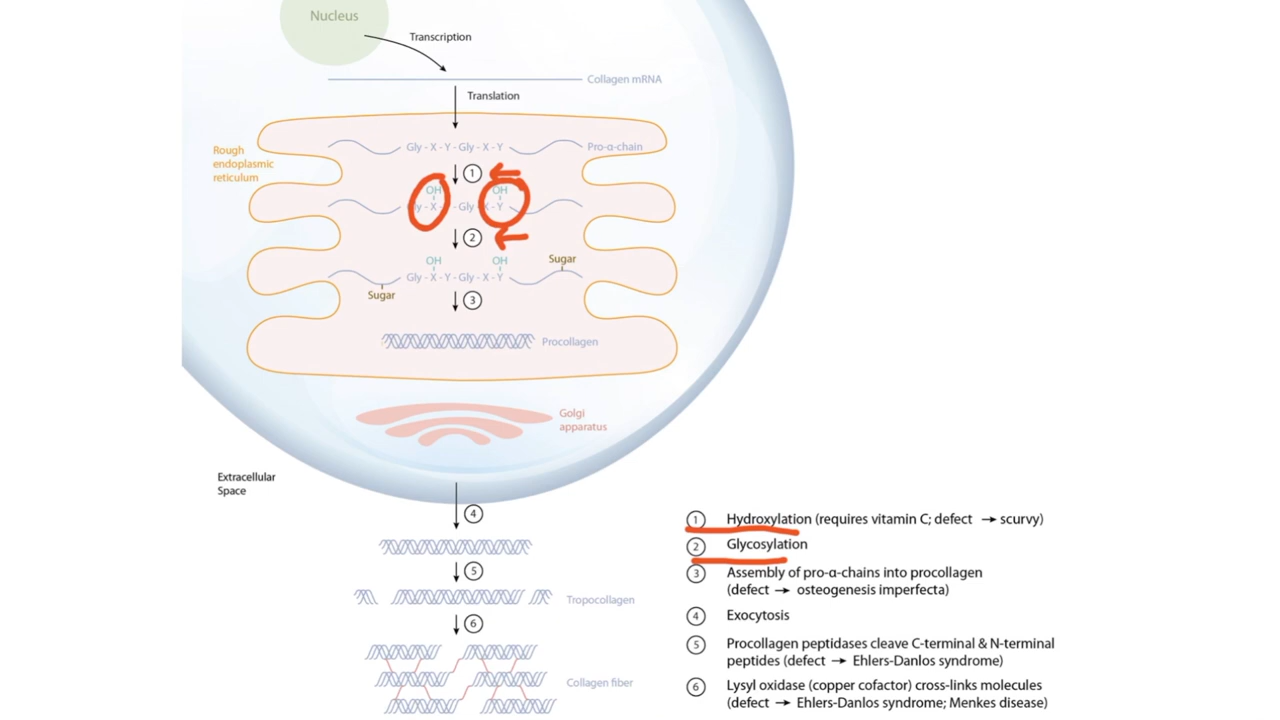 Nucleus
Transcription
Collagen mRNA
Translation
Rough
endoplasmic
reticulum
Gly - X - Y - Gly - X - Y
Pro-α-chain
1
OH OH
ly - X - - Gly X - Y
2
OH OH
Sugar
Gly - X - Y - Gly - X - Y
Sugar
3
Procollagen
Golgi
apparatus
Extracellular
Space
4
5
Tropocollagen
6
Collagen fiber
1 Hydroxylation (requires vitamin C; defect → scurvy)
2 Glycosylation
3 Assembly of pro-α-chains into procollagen
(defect → osteogenesis imperfecta)
4 Exocytosis
5 Procollagen peptidases cleave C-terminal & N-terminal
peptides (defect → Ehlers-Danlos syndrome)
6 Lysyl oxidase (copper cofactor) cross-links molecules
(defect → Ehlers-Danlos syndrome; Menkes disease)